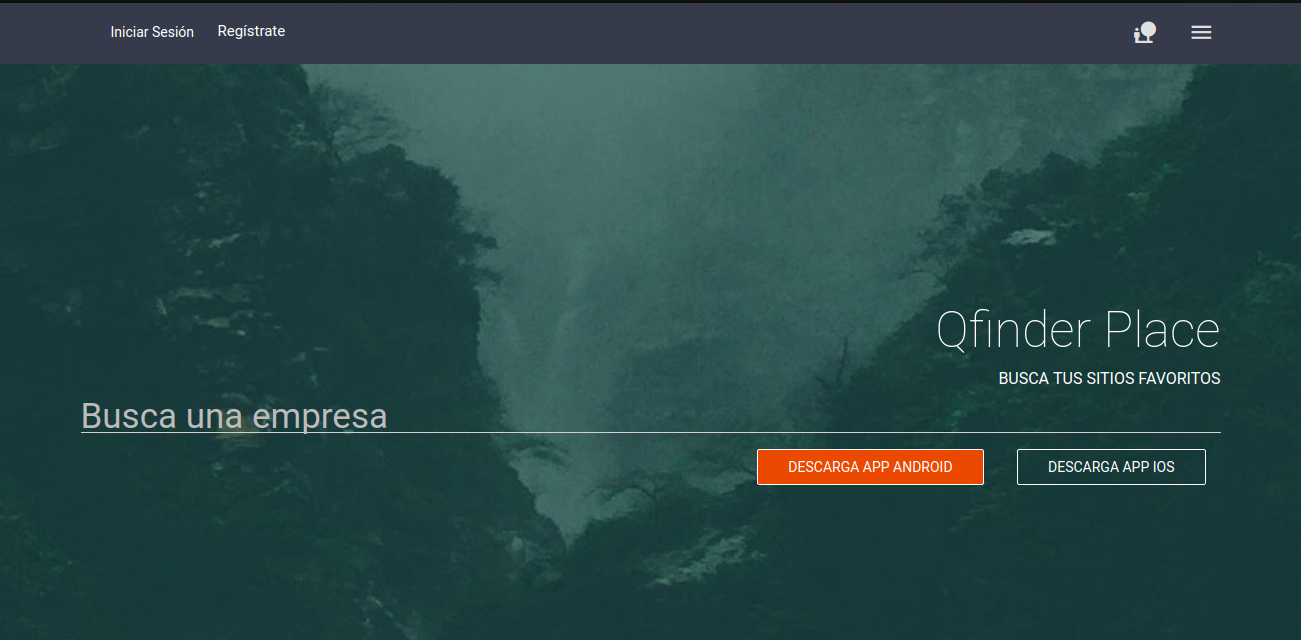 Iniciar Sesión Regístrate
Qfinder Place
BUSCA TUS SITIOS FAVORITOS
Busca una empresa
DESCARGA APP ANDROID DESCARGA APP IOS